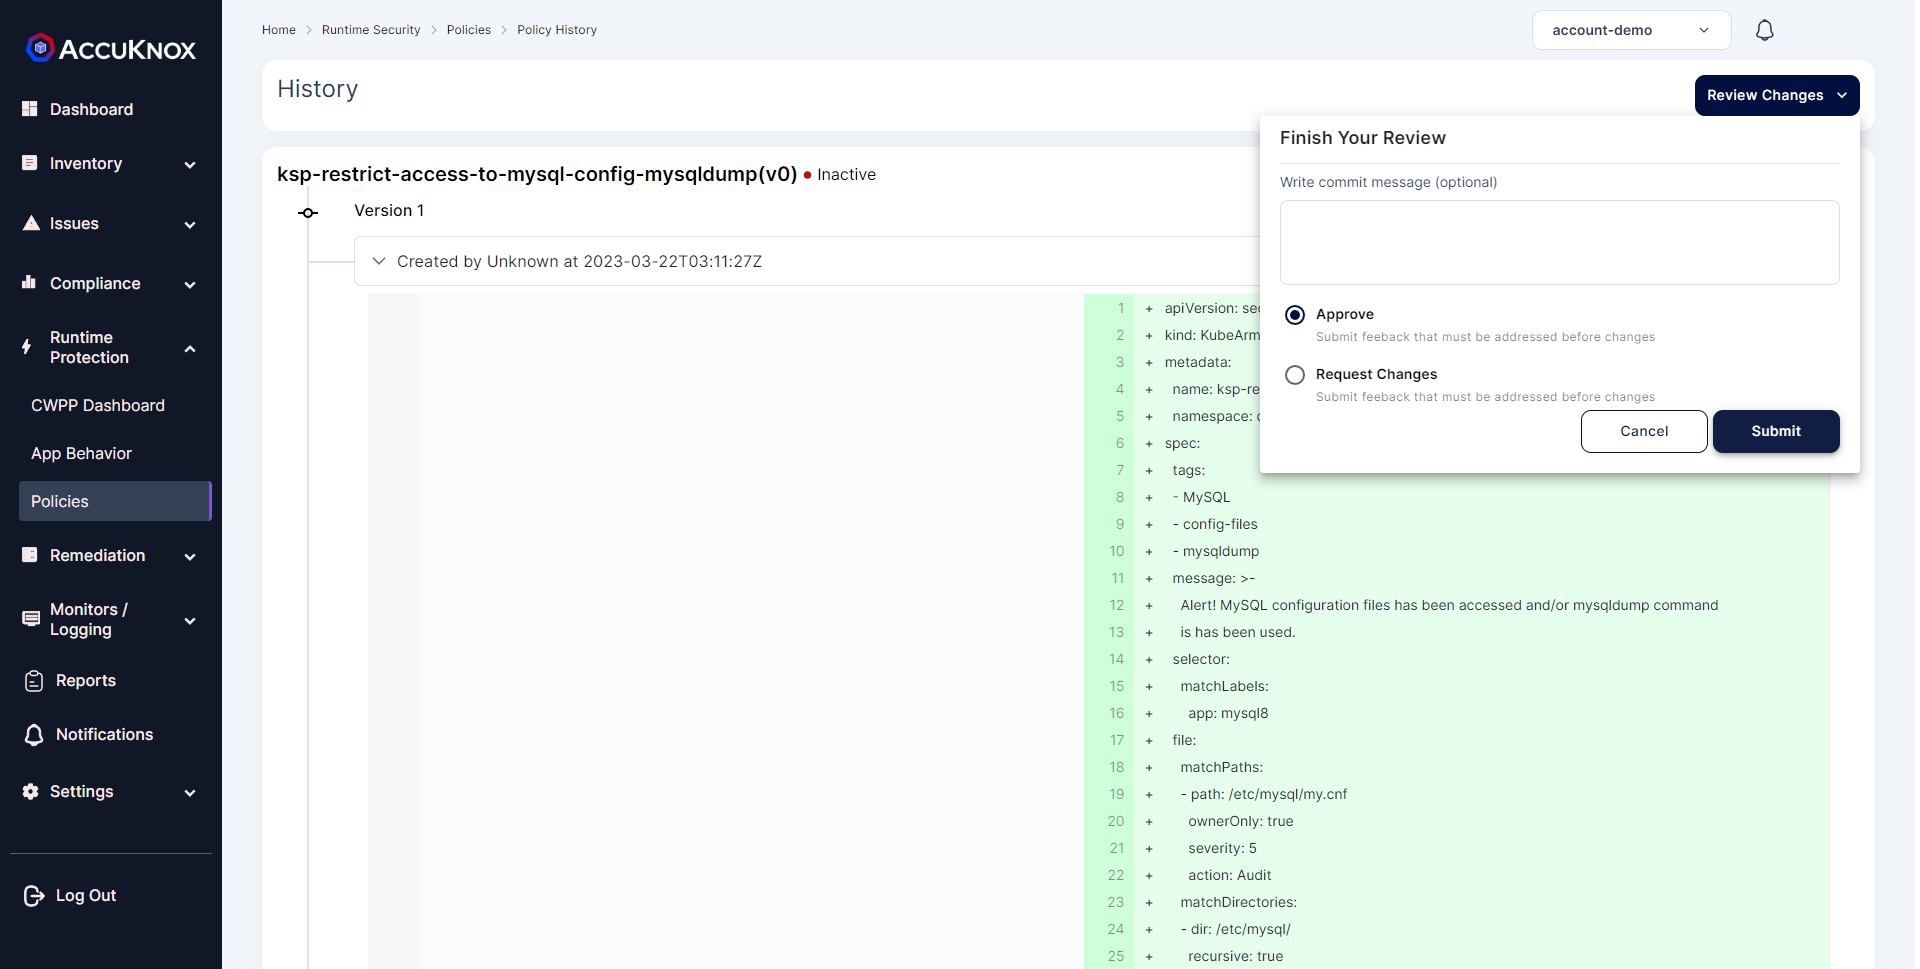 ACCUKNOX
Dashboard
Inventory
Issues
Compliance
Runtime
Protection
CWPP Dashboard
App Behavior
Policies
Remediation
Monitors /
Logging
Reports
Notifications
Settings
Log Out
Home > Runtime Security > Policies > Policy History
account-demo
History
Review Changes
ksp-restrict-access-to-mysql-config-mysqldump(v0) • Inactive
Version 1
Created by Unknown at 2023-03-22T03:11:27Z
Finish Your Review
Write commit message (optional)
Approve
Submit feeback that must be addressed before changes
Request Changes
Submit feeback that must be addressed before changes
Cancel Submit
1 + apiVersion: sec
2 + kind: KubeArm
3 + metadata:
4 + name: ksp-re
5 + namespace:
6 + spec:
7 + tags:
8 + - MySQL
9 + - config-files
10 + - mysqldump
11 + message: >-
12 + Alert! MySQL configuration files has been accessed and/or mysqldump command
13 + is has been used.
14 + selector:
15 + matchLabels:
16 + app: mysql8
17 + file:
18 + matchPaths:
19 + - path: /etc/mysql/my.cnf
20 + ownerOnly: true
21 + severity: 5
22 + action: Audit
23 + matchDirectories:
24 + - dir: /etc/mysql/
25 + recursive: true